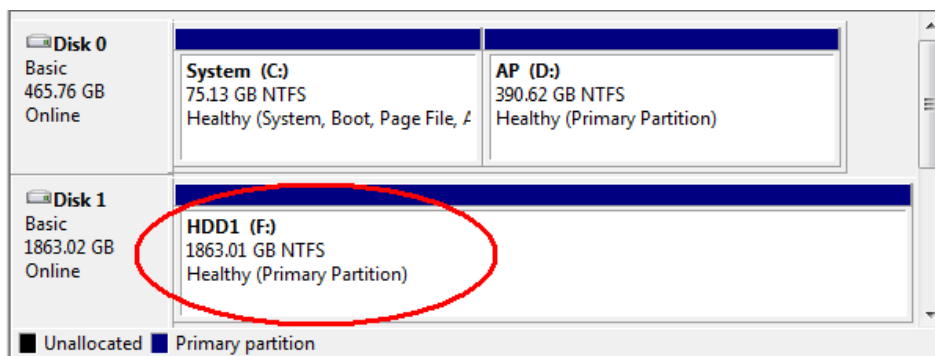 Disk 0
Basic
465.76 GB
Online
System (C:)
75.13 GB NTFS
Healthy (System, Boot, Page File, A
AP (D:)
390.62 GB NTFS
Healthy (Primary Partition)
Disk 1
Basic
1863.02 GB
Online
HDD1 (F:)
1863.01 GB NTFS
Healthy (Primary Partition)
Unallocated Primary partition